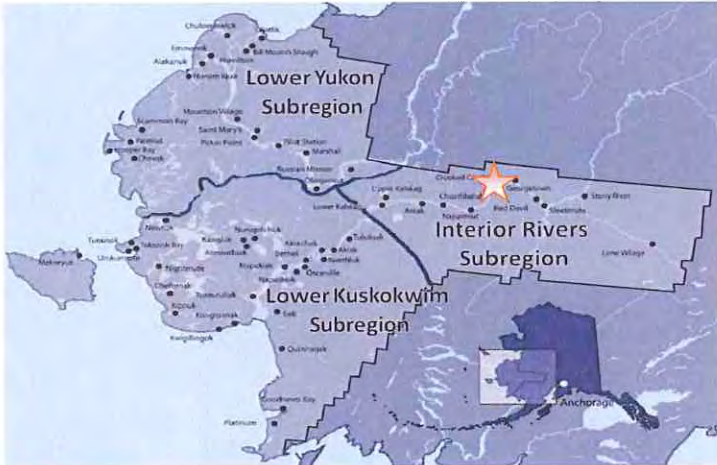 Chuloonawick
Kotlik
Bill Moore's Slough
Emmonak
Hamilton
Alakanuk
Nunam Iqua
Lower Yukon
Subregion
Mountain Village
Scammon Bay
Saint Mary's
Paimiut
Pitkas Point
Pilot Station
Hooper Bay
Marshall
Chevak
Russian Mission
Crooked
Upper Kalskag
Chuathbaluk
Georgetown
Stony River
Lower Kalskag
Aniak
Red Devil
Sleetmute
Napaimut
Interior Rivers
Subregion
Lime Village
Newtok
Tununak
Nunapitchuk
Tuluksak
Toksook Bay
Kasigluk
Akiachak
Akiak
Umkumiute
Atmautluak
Bethel
Kwethluk
Mekoryuk
Nightmute
Napakiak
Oscarville
Napaskiak
Chefornak
Tuntutuliak
Lower Kuskokwim
Subregion
Kipnuk
Kongiganak
Eek
Kwigillingok
Quinhagak
Goodnews Bay
Platinum
Anchorage